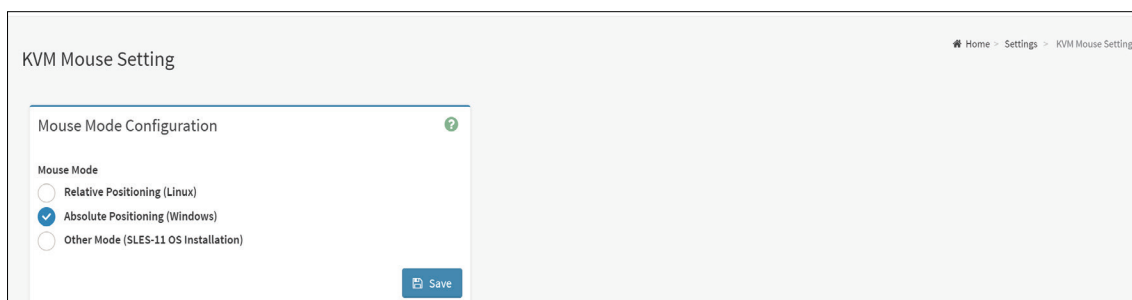 Home > Settings > KVM Mouse Setting
KVM Mouse Setting
Mouse Mode Configuration
Mouse Mode
Relative Positioning (Linux)
Absolute Positioning (Windows)
Other Mode (SLES-11 OS Installation)
Save